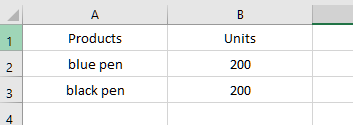 A B
1 Products Units
2 blue pen 200
3 black pen 200
4